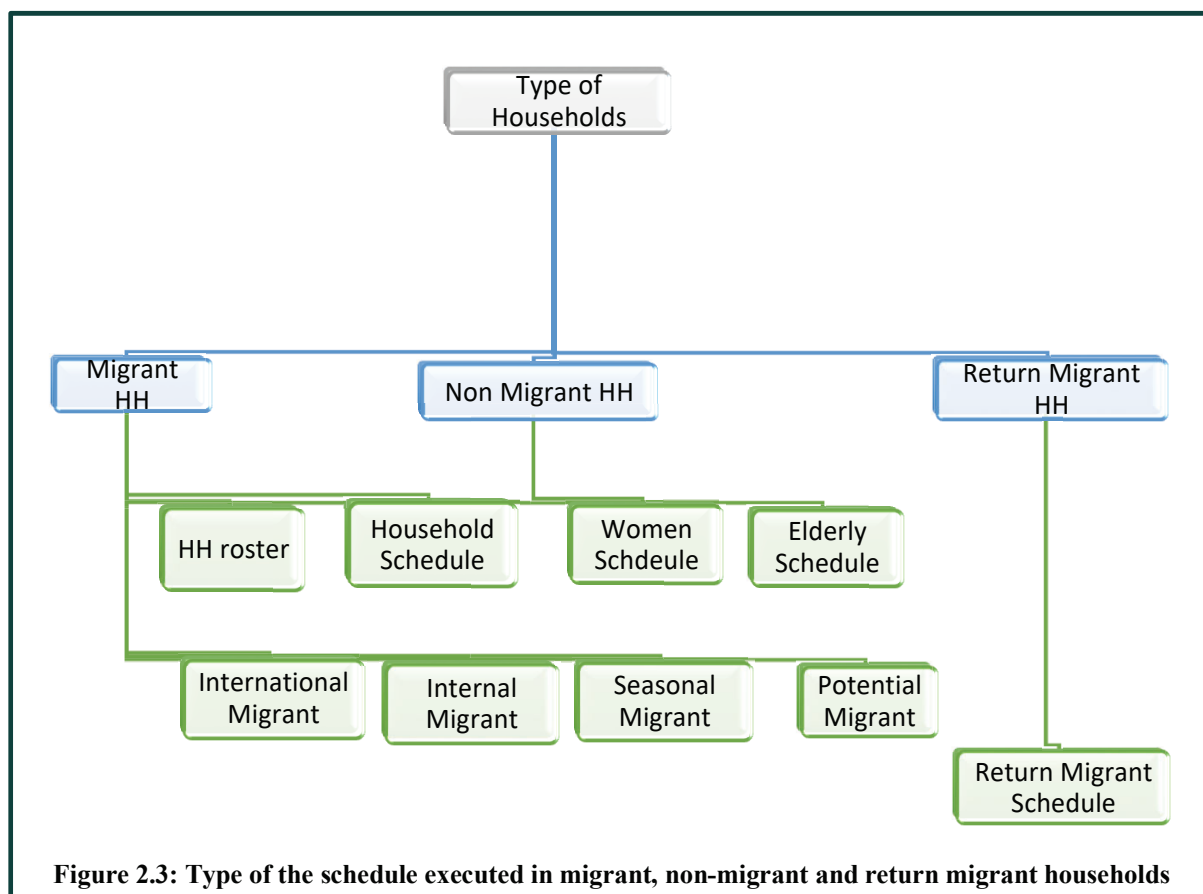 Type of
Households
Migrant
HH
Non Migrant HH
Return Migrant
HH
HH roster
Household
Schedule
Women
Schdeule
Elderly
Schedule
International
Migrant
Internal
Migrant
Seasonal
Migrant
Potential
Migrant
Return Migrant
Schedule
Figure 2.3: Type of the schedule executed in migrant, non-migrant and return migrant households